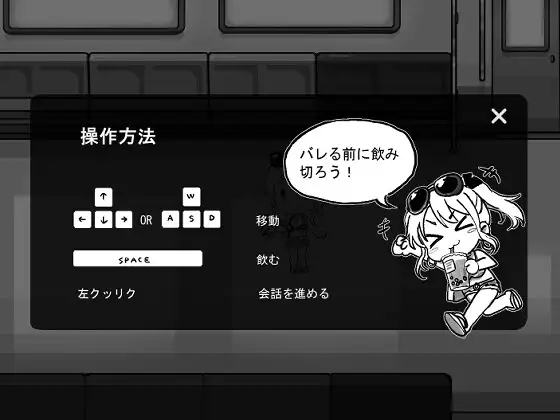 操作方法
バレる前に飲み
切ろう！
↑ W
← ↓ → OR A S D 移動
SPACE 飲む
左クッリク 会話を進める